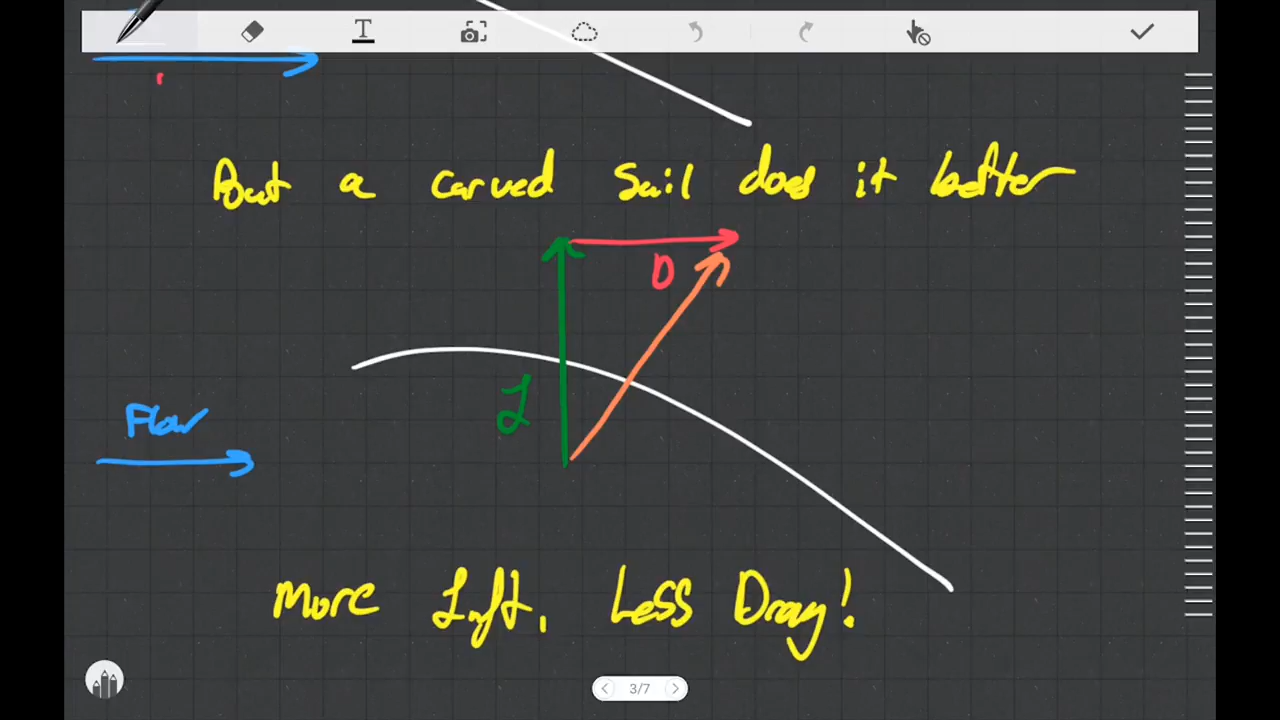 T
But a curved Sail does it better
D
L
Flow
More Lift, Less Drag!
3/7